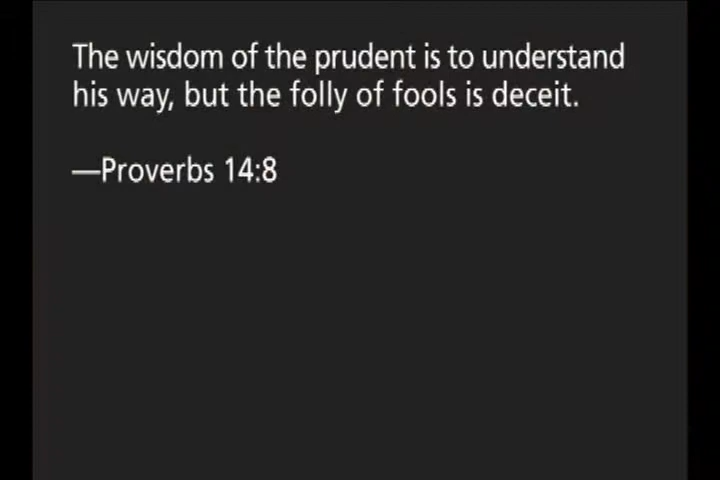 The wisdom of the prudent is to understand
his way, but the folly of fools is deceit.
—Proverbs 14:8